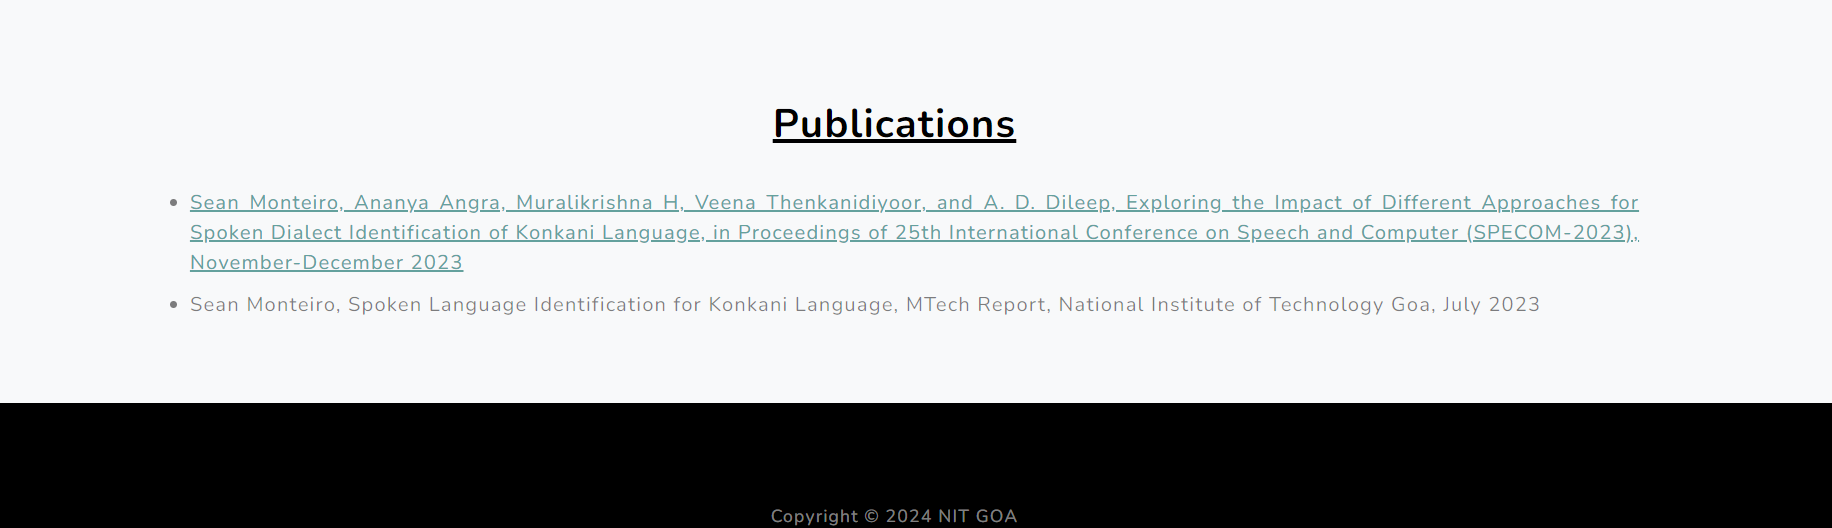 Publications
Sean Monteiro, Ananya Angra, Muralikrishna H, Veena Thenkanidiyoor, and A. D. Dileep, Exploring the Impact of Different Approaches for
Spoken Dialect Identification of Konkani Language, in Proceedings of 25th International Conference on Speech and Computer (SPECOM-2023),
November-December 2023
Sean Monteiro, Spoken Language Identification for Konkani Language, MTech Report, National Institute of Technology Goa, July 2023
Copyright © 2024 NIT GOA